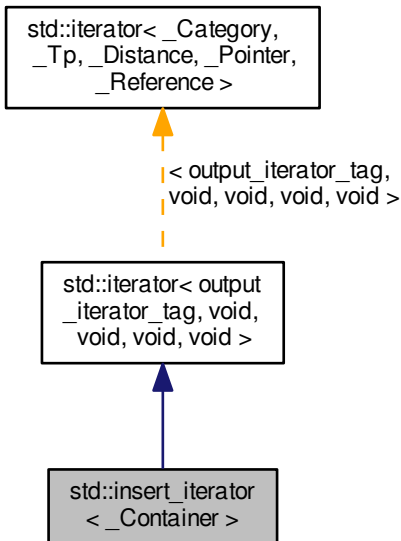 std::iterator< _Category,
_Tp, _Distance, _Pointer,
_Reference >
< output_iterator_tag,
void, void, void, void >
std::iterator< output
_iterator_tag, void,
void, void, void >
std::insert_iterator
< _Container >